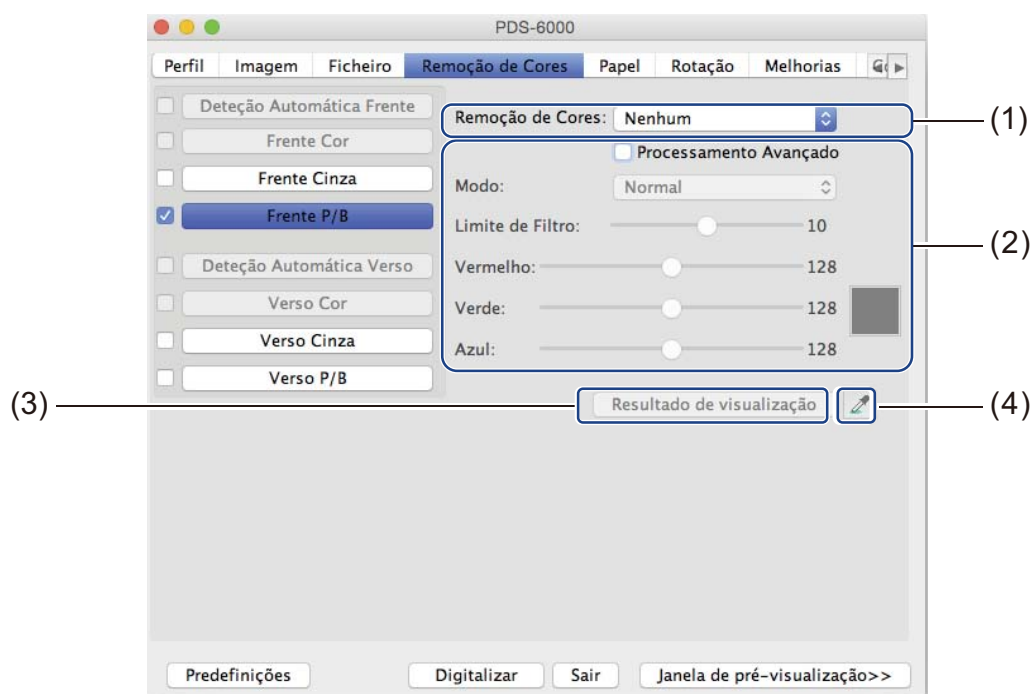 PDS-6000
Perfil Imagem Ficheiro Remoção de Cores Papel Rotação Melhorias
Deteção Automática Frente
Remoção de Cores: Nenhum
(1)
Frente Cor
Processamento Avançado
Frente Cinza
Modo: Normal
Frente P/B
Limite de Filtro: 10
(2)
Deteção Automática Verso
Vermelho: 128
Verso Cor
Verde: 128
Verso Cinza
Azul: 128
Verso P/B
(3)
Resultado de visualização
(4)
Predefinições Digitalizar Sair Janela de pré-visualização>>